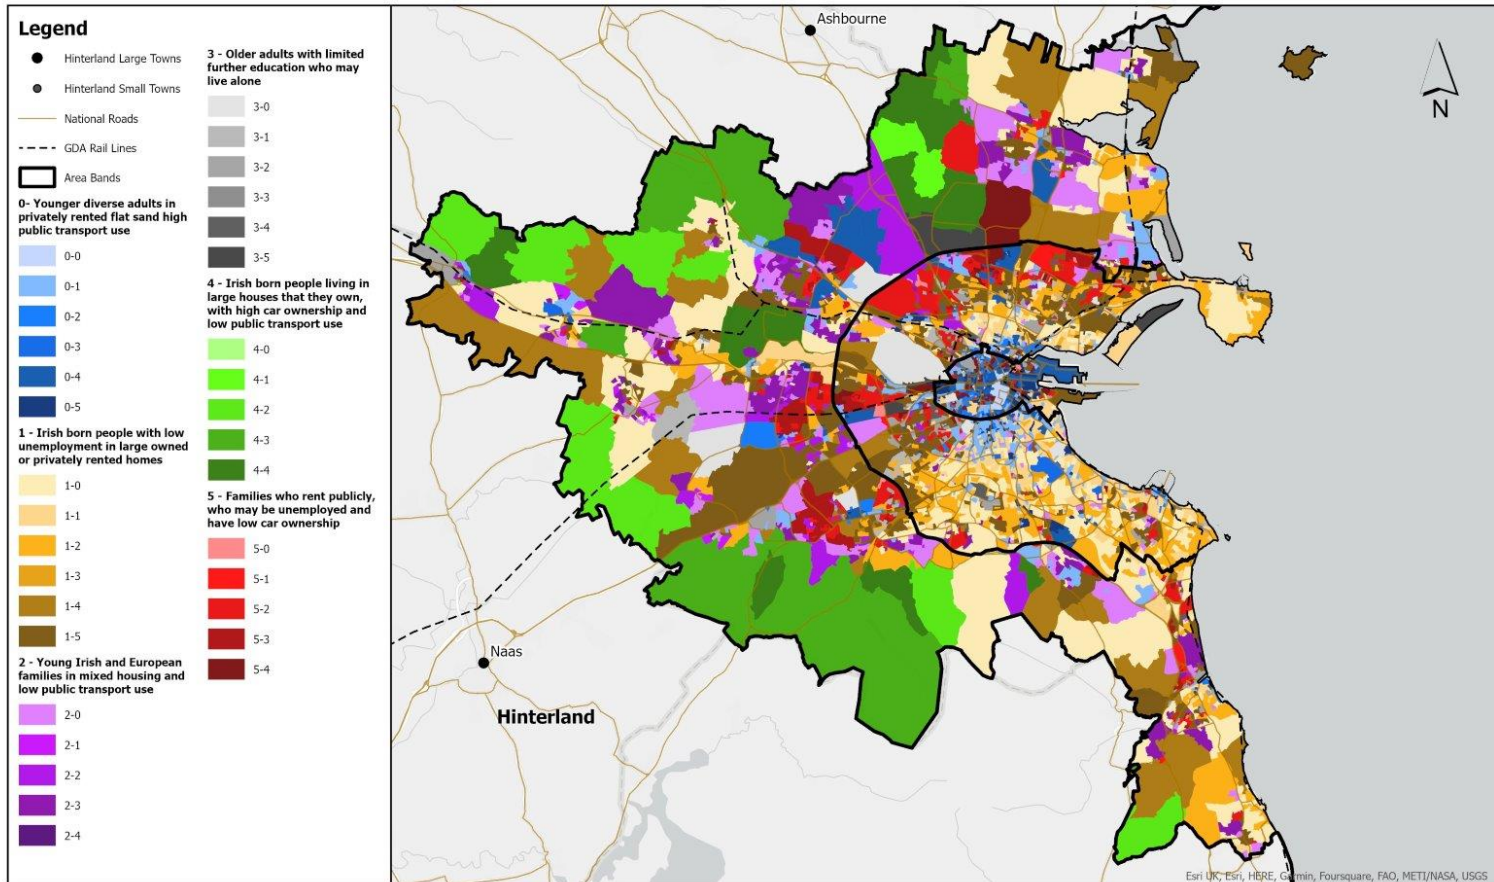 Legend
Hinterland Large Towns
Hinterland Small Towns
National Roads
GDA Rail Lines
Area Bands
0- Younger diverse adults in
privately rented flat sand high
public transport use
0-0
0-1
0-2
0-3
0-4
0-5
1 - Irish born people with low
unemployment in large owned
or privately rented homes
1-0
1-1
1-2
1-3
1-4
1-5
2 - Young Irish and European
families in mixed housing and
low public transport use
2-0
2-1
2-2
2-3
2-4
3 - Older adults with limited
further education who may
live alone
3-0
3-1
3-2
3-3
3-4
3-5
4 - Irish born people living in
large houses that they own,
with high car ownership and
low public transport use
4-0
4-1
4-2
4-3
4-4
5 - Families who rent publicly,
who may be unemployed and
have low car ownership
5-0
5-1
5-2
5-3
5-4
Ashbourne
N
Naas
Hinterland
Esri UK, Esri, HERE, Garmin, Foursquare, FAO, METI/NASA, USGS